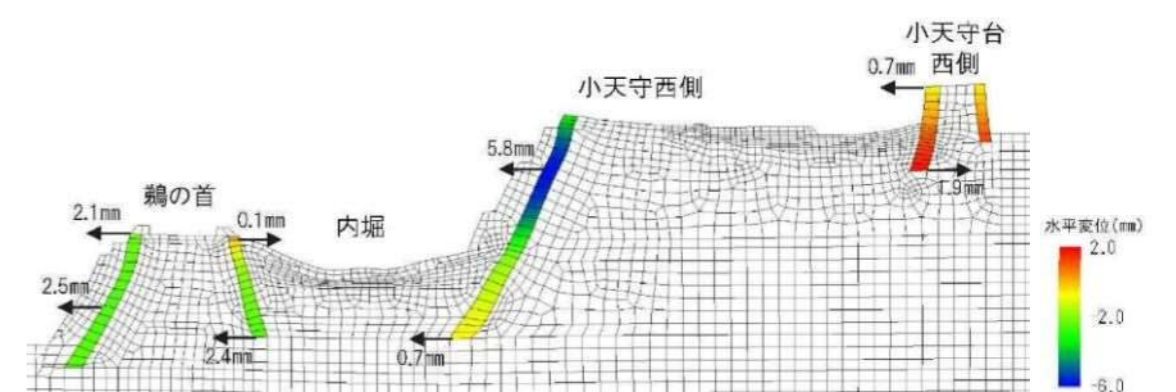 小天守台
西側
0.7mm
小天守西側
5.8mm
1.9mm
鵜の首
2.1mm
0.1mm
内堀
水平変位(mm)
2.0
-2.0
-6.0
2.5mm
2.4mm
0.7mm